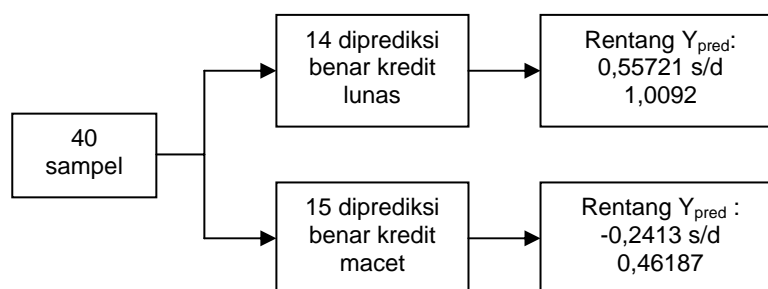 40
sampel
14 diprediksi
benar kredit
lunas
Rentang Ypred:
0,55721 s/d
1,0092
15 diprediksi
benar kredit
macet
Rentang Ypred :
-0,2413 s/d
0,46187